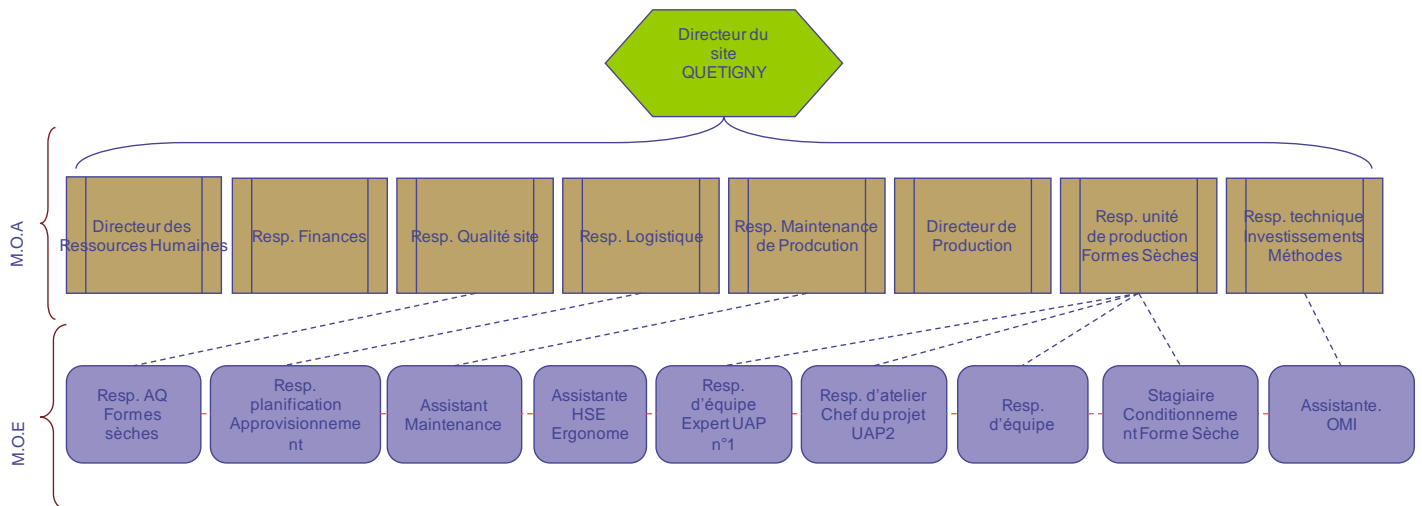 Directeur du
site
QUETIGNY
M.O.A
Directeur des
Ressources Humaines
Resp. Finances
Resp. Qualité site
Resp. Logistique
Resp. Maintenance
de Prodcution
Directeur de
Production
Resp. unité
de production
Formes Sèches
Resp. technique
Investissements
Méthodes
M.O.E
Resp. AQ
Formes
sèches
Resp.
planification
Approvisionneme
nt
Assistant
Maintenance
Assistante
HSE
Ergonome
Resp.
d’équipe
Expert UAP
n°1
Resp. d’atelier
Chef du projet
UAP2
Resp.
d’équipe
Stagiaire
Conditionneme
nt Forme Sèche
Assistante.
OMI